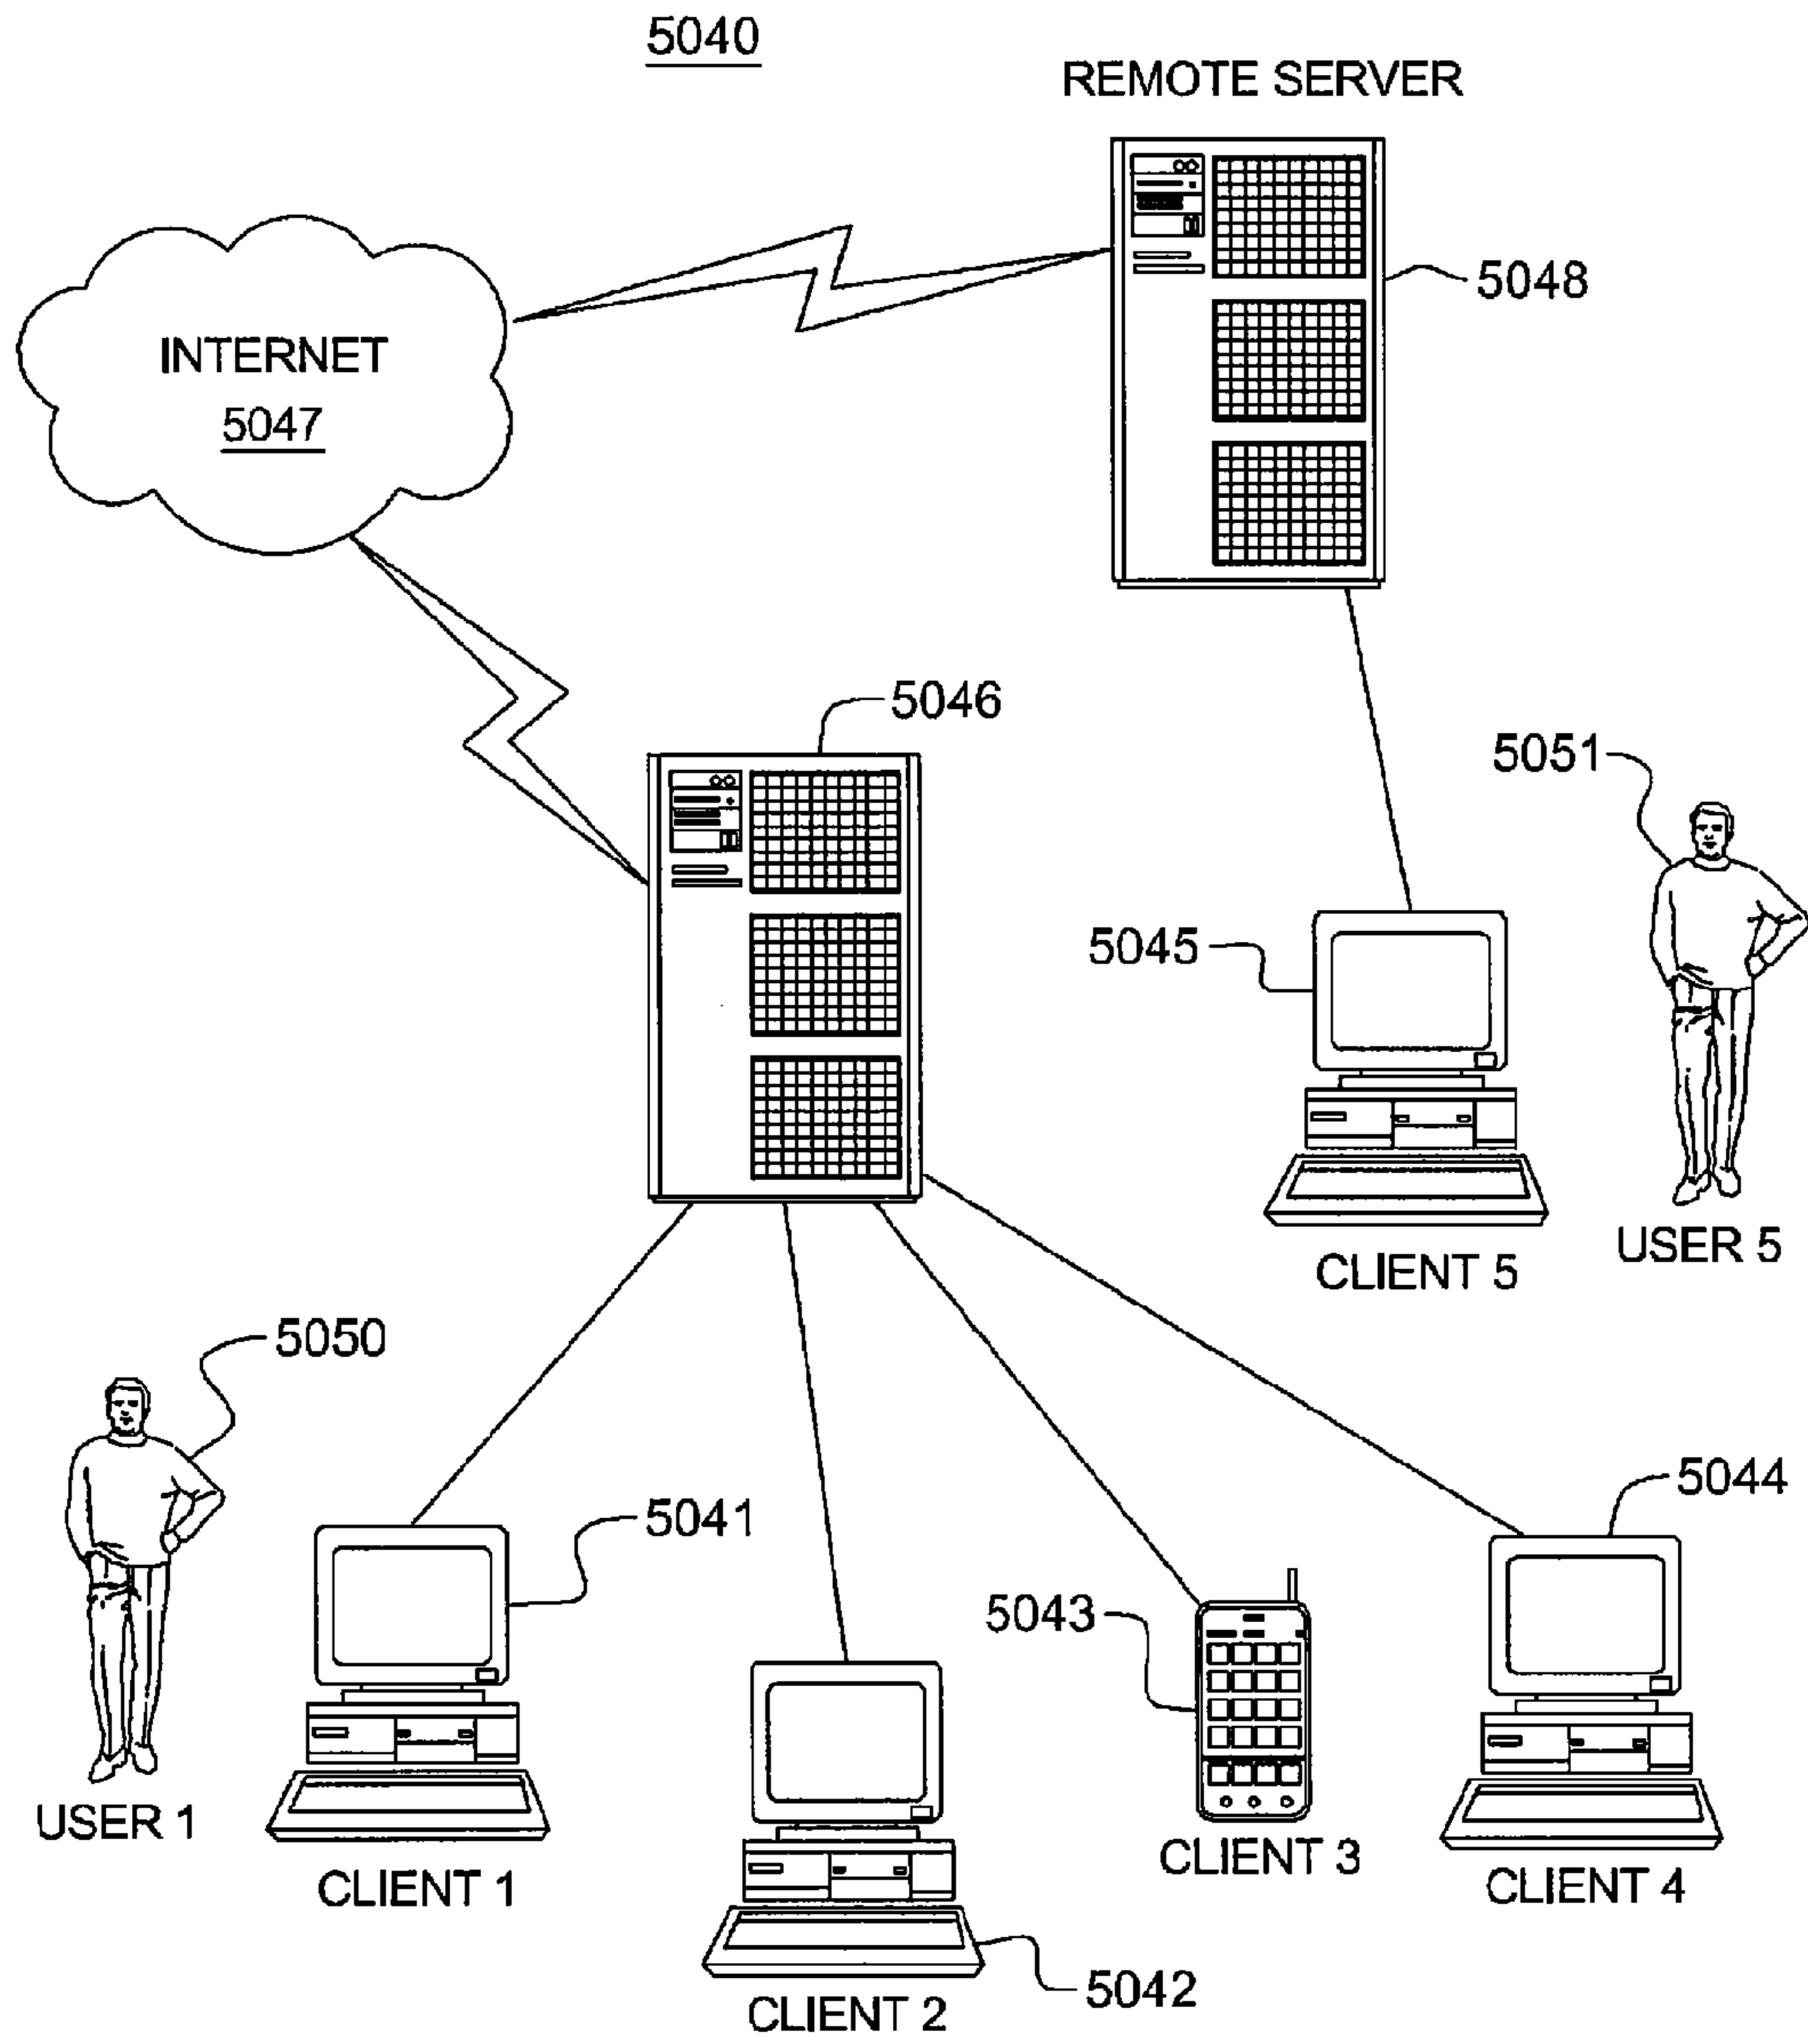 5040
REMOTE SERVER
5048
INTERNET
5047
5046
5051
5045
USER 5
CLIENT 5
5050
5044
5041
5043
USER 1
CLIENT 3
CLIENT 1
CLIENT 4
5042
CLIENT 2